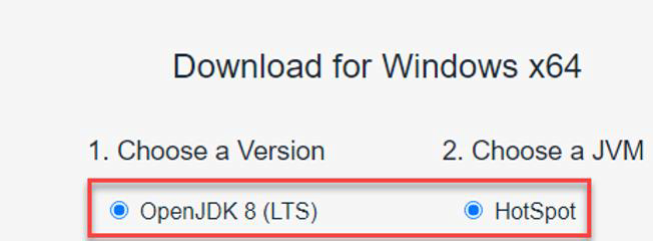 Download for Windows x64
1. Choose a Version 2. Choose a JVM
OpenJDK 8 (LTS) HotSpot